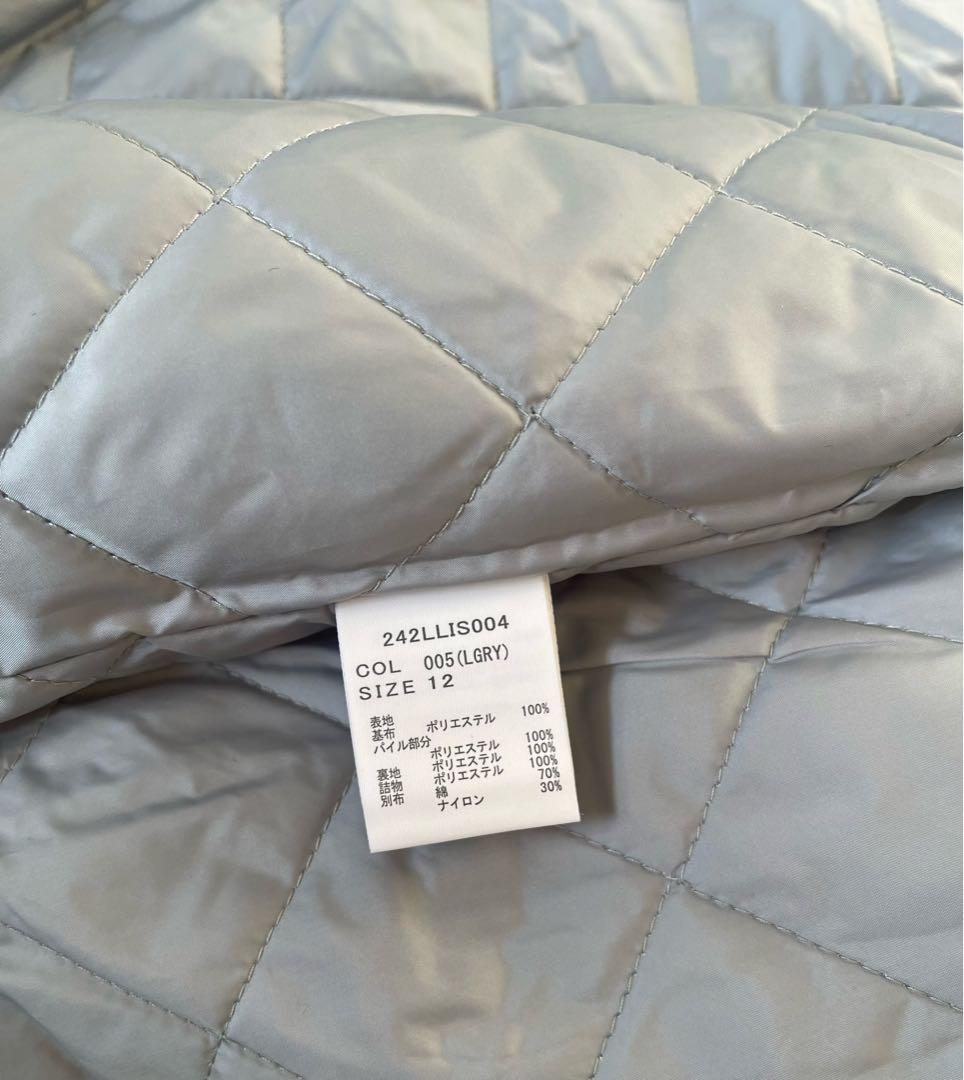 242LLIS004
COL 005(LGRY)
SIZE 12
表地
基布 ポリエステル 100%
パイル部分
ポリエステル 100%
裏地 ポリエステル 100%
詰物 ポリエステル 100%
別布 綿 70%
ナイロン 30%